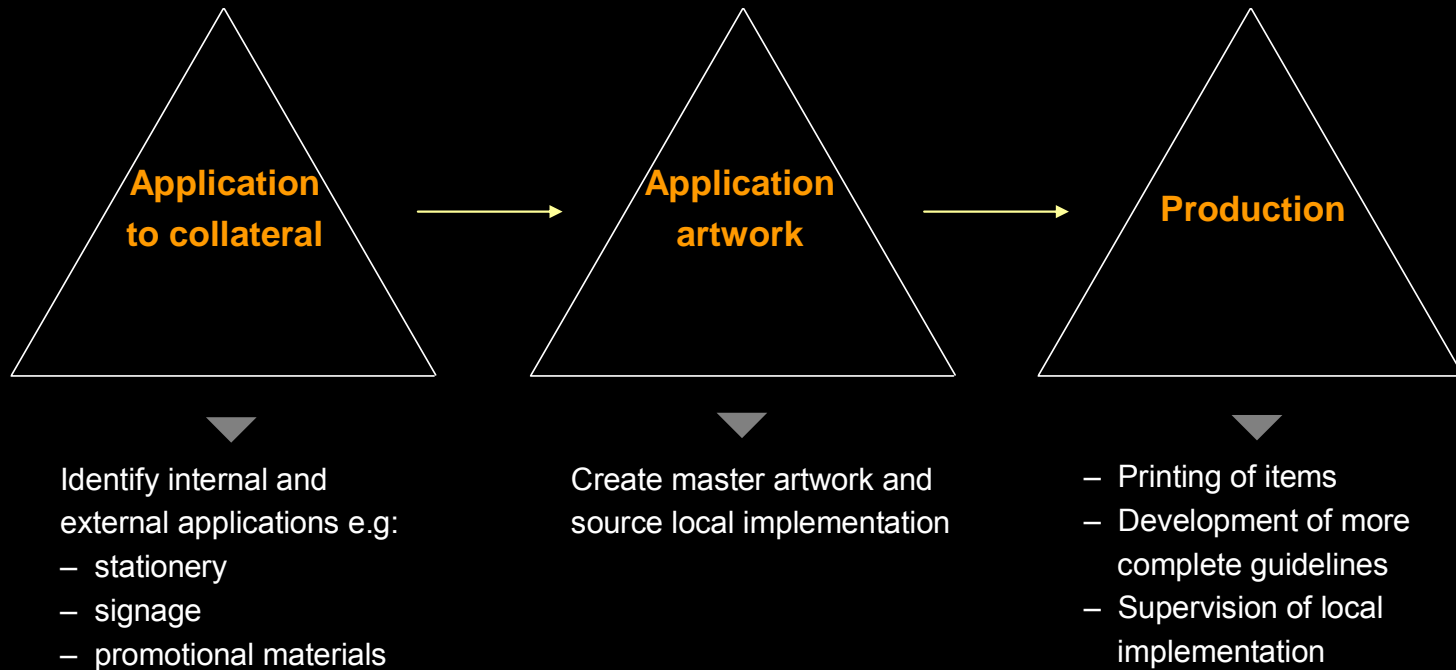 Application
to collateral
Application
artwork
Production
Identify internal and
external applications e.g:
– stationery
– signage
– promotional materials
Create master artwork and
source local implementation
– Printing of items
– Development of more
complete guidelines
– Supervision of local
implementation